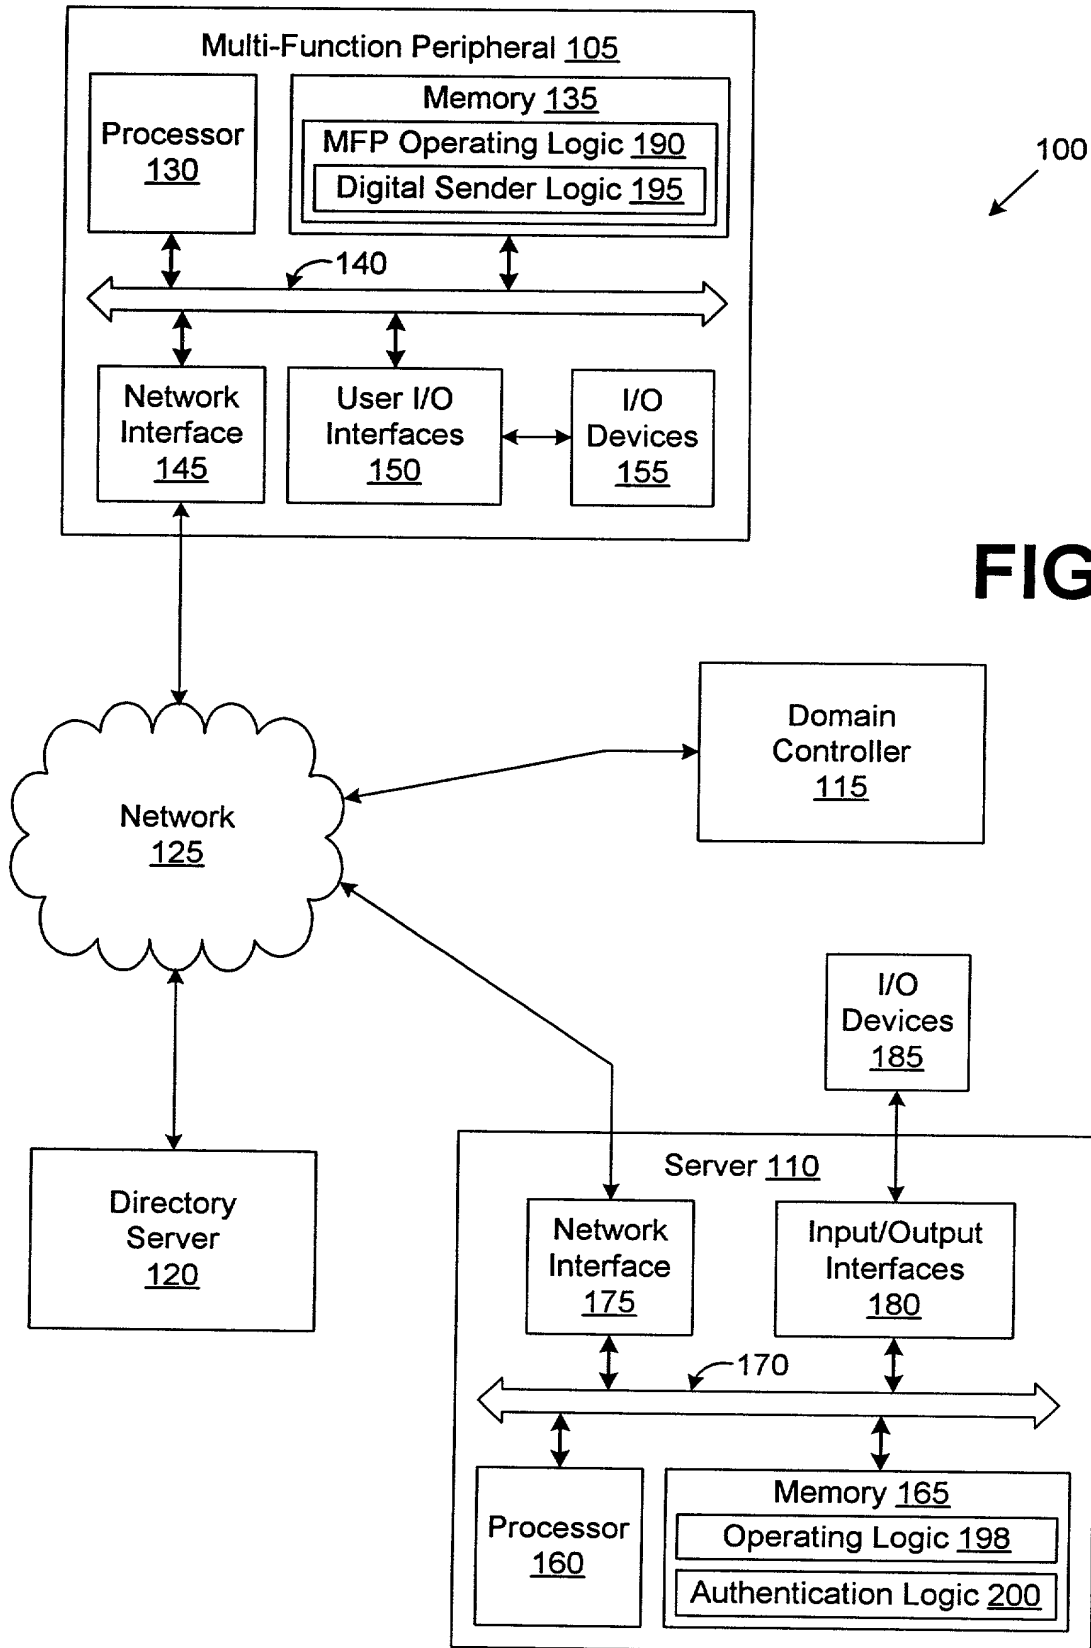 Multi-Function Peripheral 105
Processor
130
Memory 135
MFP Operating Logic 190
Digital Sender Logic 195
100
140
Network
Interface
145
User I/O
Interfaces
150
I/O
Devices
155
FIG
Domain
Controller
115
Network
125
I/O
Devices
185
Directory
Server
120
Server 110
Network
Interface
175
Input/Output
Interfaces
180
170
Processor
160
Memory 165
Operating Logic 198
Authentication Logic 200